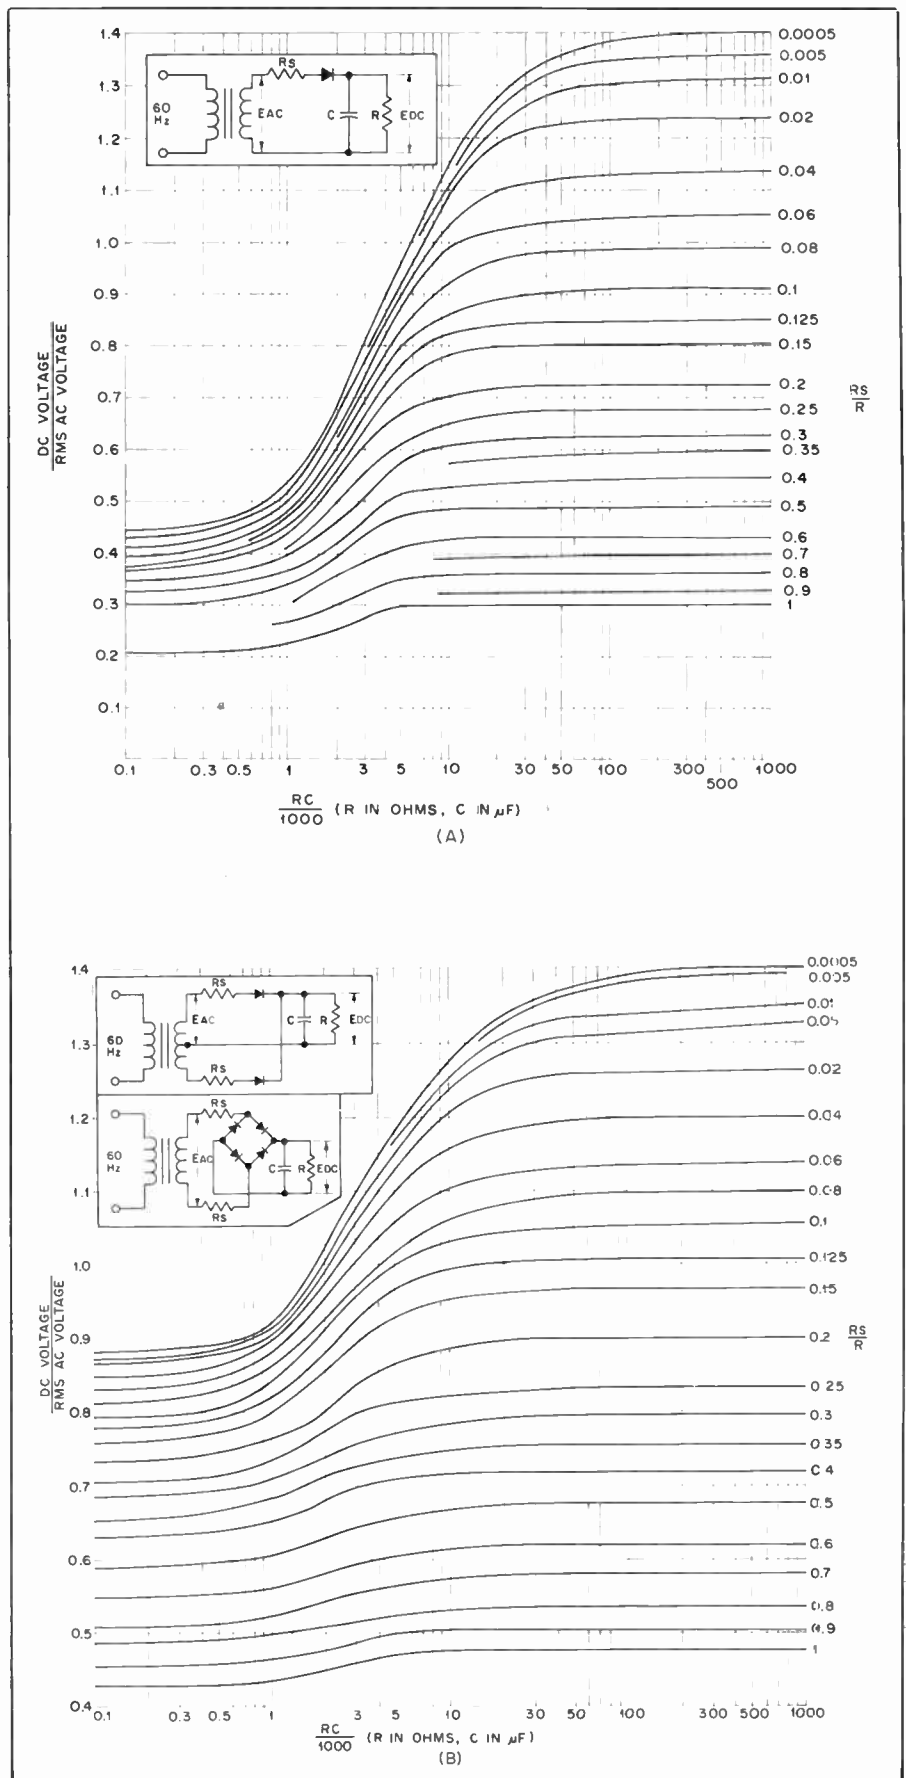 1.4
1.3
1.2
1.1
1.0
0.9
0.8
0.7
0.6
0.5
0.4
0.3
0.2
0.1
DC VOLTAGE
RMS AC VOLTAGE
60
Hz
RS
EAC
C
R
EDC
0.0005
0.005
0.01
0.02
0.04
0.06
0.08
0.1
0.125
0.15
0.2
0.25
0.3
0.35
0.4
0.5
0.6
0.7
0.8
0.9
1
RS
R
0.1 0.3 0.5 1 3 5 10 30 50 100 300 500 1000
RC
1000 (R IN OHMS, C IN µF)
(A)
1.4
1.3
1.2
1.1
1.0
0.9
0.8
0.7
0.6
0.5
0.4
DC VOLTAGE
RMS AC VOLTAGE
60
Hz
RS
EAC
C
R
EDC
RS
60
Hz
RS
EAC
C
R
EDC
RS
0.0005
0.005
0.01
0.02
0.04
0.06
0.08
0.1
0.125
0.15
0.2
0.25
0.3
0.35
0.4
0.5
0.6
0.7
0.8
0.9
1
RS
R
0.1 0.3 0.5 1 3 5 10 30 50 100 300 500 1000
RC
1000 (R IN OHMS, C IN µF)
(B)